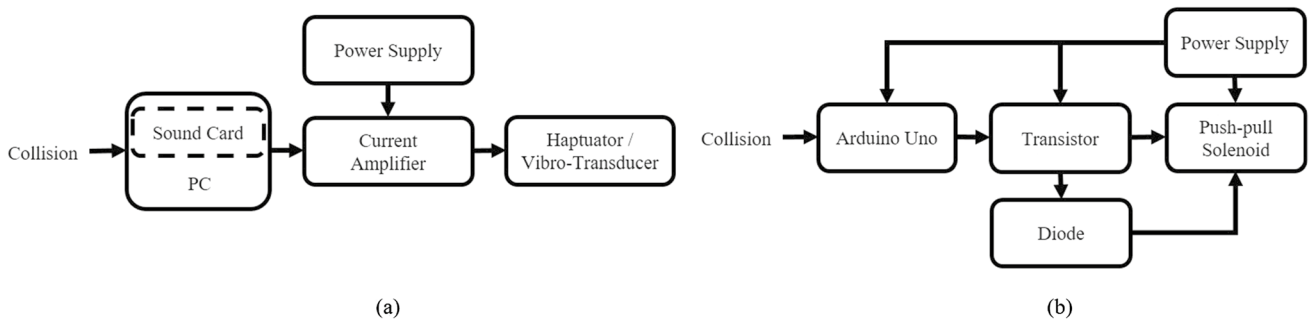 Power Supply
Collision
Sound Card
PC
Current
Amplifier
Haptuator /
Vibro-Transducer
(a)
Power Supply
Collision
Arduino Uno
Transistor
Push-pull
Solenoid
Diode
(b)